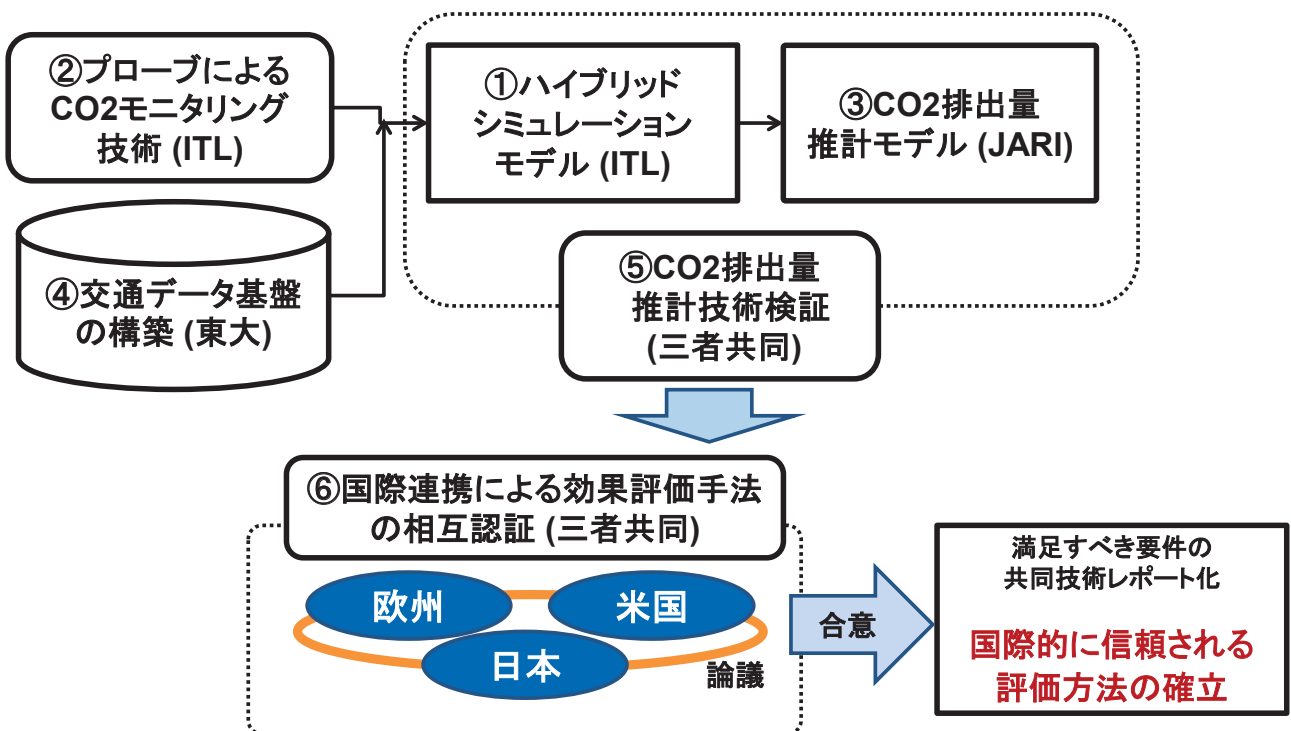 ②プローブによる
CO2モニタリング
技術 (ITL)
①ハイブリッド
シミュレーション
モデル (ITL)
③CO2排出量
推計モデル (JARI)
④交通データ基盤
の構築 (東大)
⑤CO2排出量
推計技術検証
(三者共同)
⑥国際連携による効果評価手法
の相互認証 (三者共同)
欧州
米国
日本
論議
合意
満足すべき要件の
共同技術レポート化
国際的に信頼される
評価方法の確立